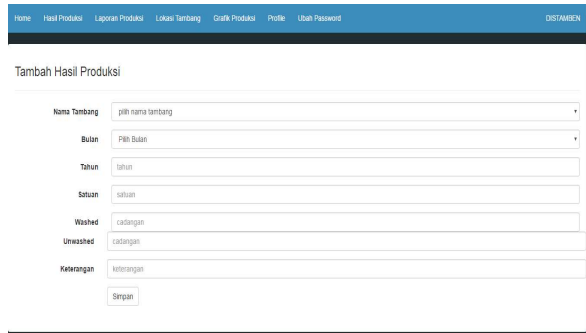 Home Hasil Produksi Laporan Produksi Lokasi Tambang Grafik Produksi Profile Ubah Password DISTAMBEN
Tambah Hasil Produksi
Nama Tambang pilih nama tambang
Bulan Pilih Bulan
Tahun tahun
Satuan satuan
Washed cadangan
Unwashed cadangan
Keterangan keterangan
Simpan